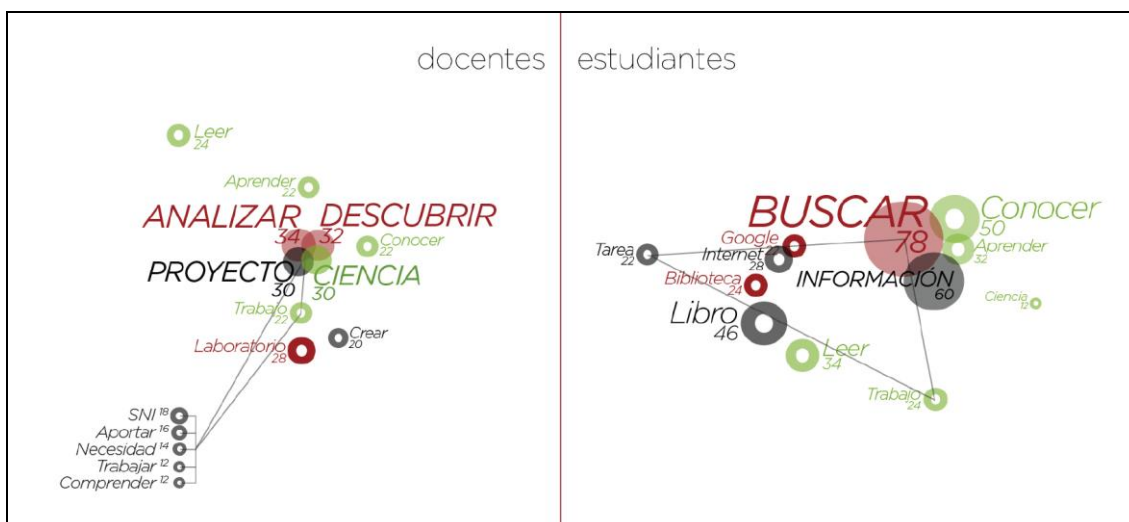 docentes
estudiantes
Leer
24
Aprender
22
ANALIZAR
34
DESCUBRIR
32
Conocer
22
PROYECTO
30
CIENCIA
30
Trabajo
22
Crear
20
Laboratorio
28
SNI 18
Aportar 16
Necesidad 14
Trabajar 12
Comprender 12
BUSCAR
78
Conocer
50
Tarea
22
Google
Internet
28
Aprender
32
Biblioteca
24
INFORMACIÓN
60
Ciencia
12
Libro
46
Leer
34
Trabajo
24